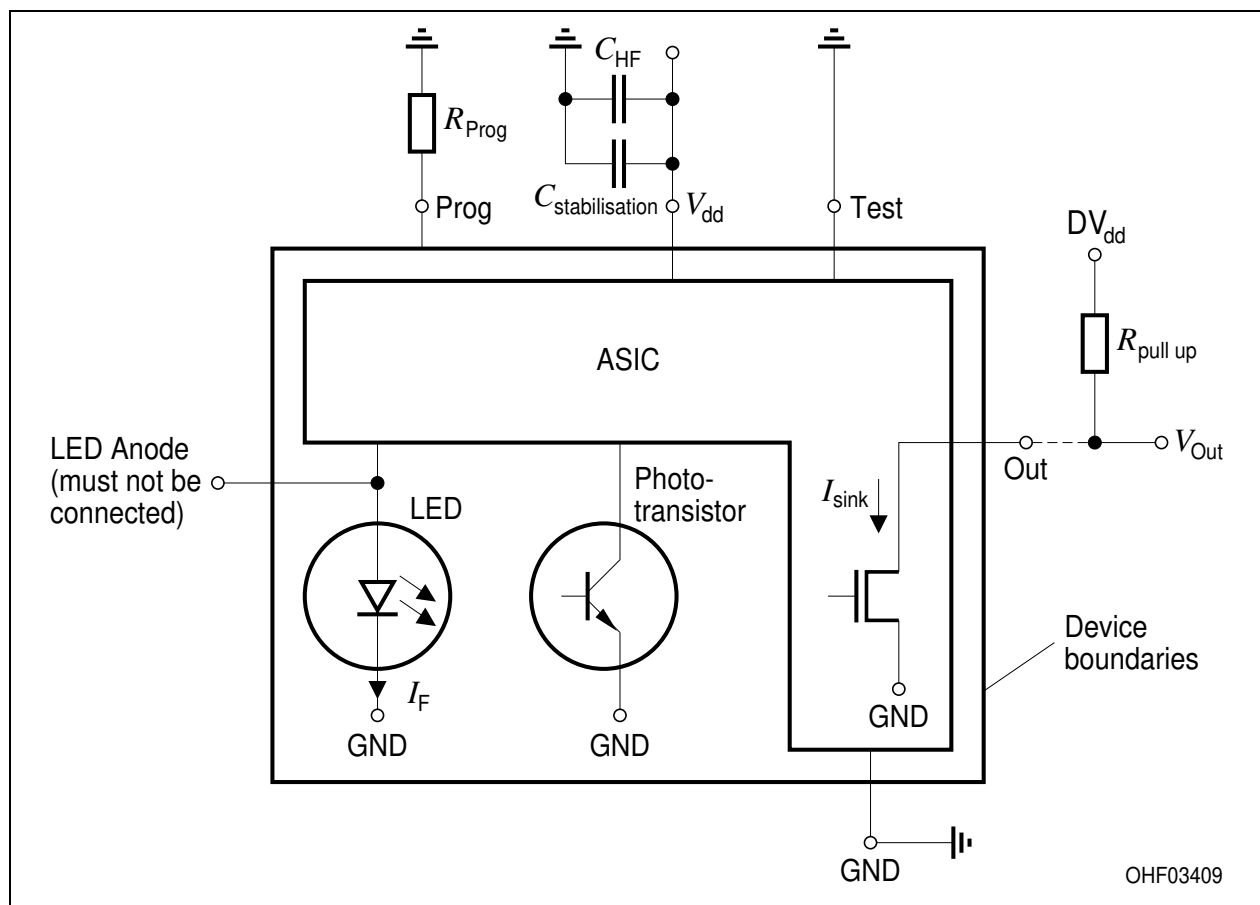 C_HF
R_Prog
C_stabilisation
V_dd
Prog
Test
DV_dd
R_pull up
ASIC
LED Anode
(must not be
connected)
LED
Photo-
transistor
I_sink
Out
V_Out
I_F
GND
GND
GND
Device
boundaries
GND
OHF03409